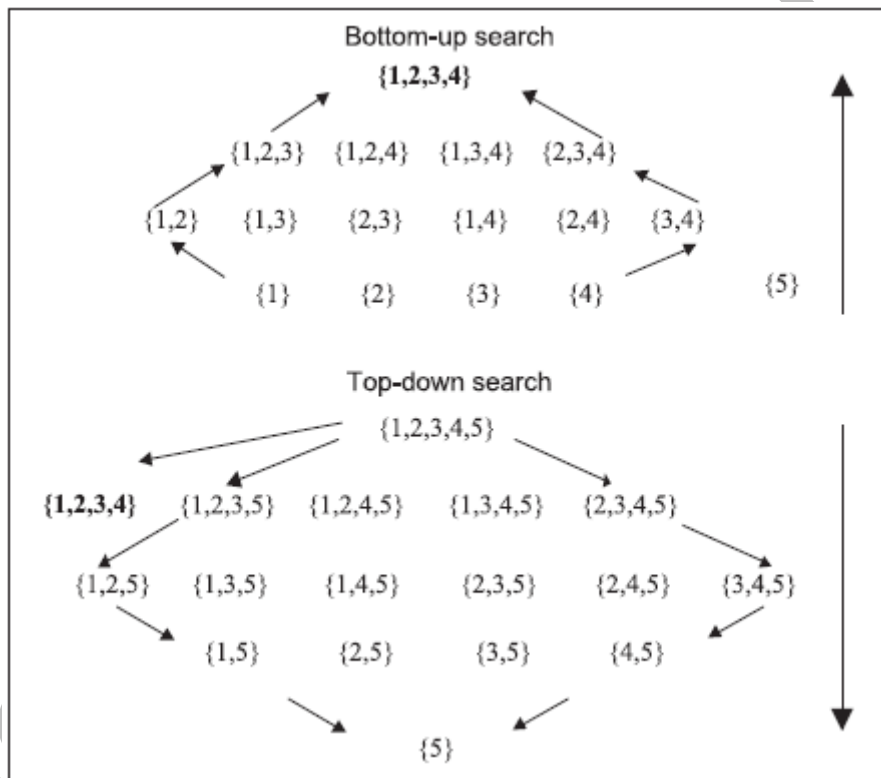 Bottom-up search
{1,2,3,4}
{1,2,3} {1,2,4} {1,3,4} {2,3,4}
{1,2} {1,3} {2,3} {1,4} {2,4} {3,4}
{1} {2} {3} {4} {5}
Top-down search
{1,2,3,4,5}
{1,2,3,4} {1,2,3,5} {1,2,4,5} {1,3,4,5} {2,3,4,5}
{1,2,5} {1,3,5} {1,4,5} {2,3,5} {2,4,5} {3,4,5}
{1,5} {2,5} {3,5} {4,5}
{5}